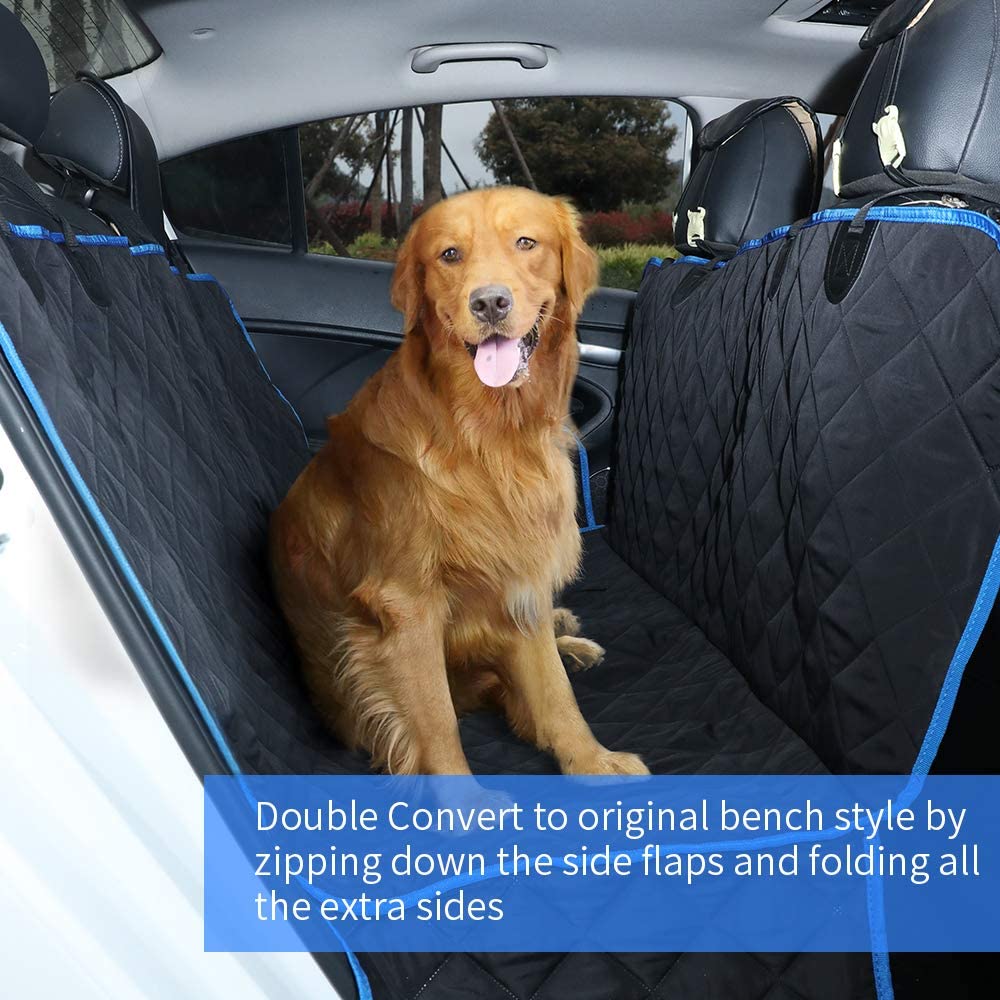 Double Convert to original bench style by
zipping down the side flaps and folding all
the extra sides